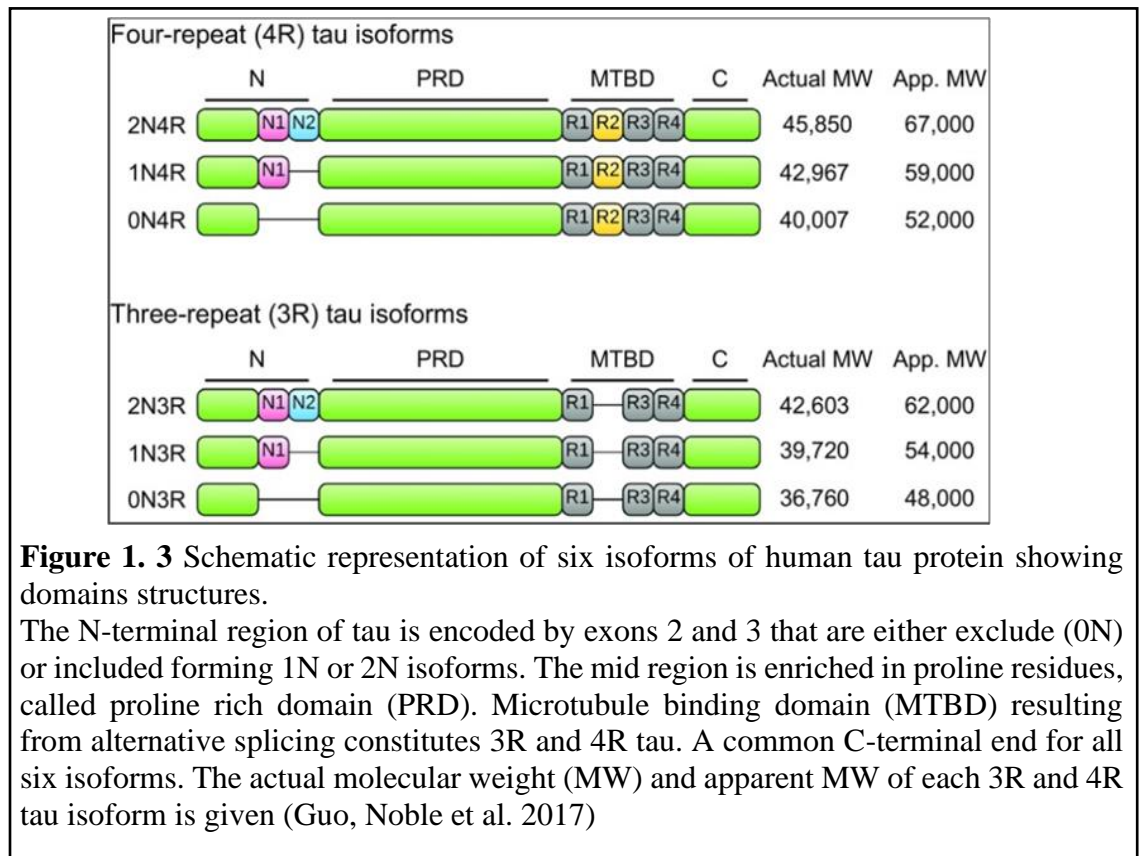 Four-repeat (4R) tau isoforms
N PRD MTBD C Actual MW App. MW
2N4R N1 N2 R1 R2 R3 R4 45,850 67,000
1N4R N1 R1 R2 R3 R4 42,967 59,000
0N4R R1 R2 R3 R4 40,007 52,000
Three-repeat (3R) tau isoforms
N PRD MTBD C Actual MW App. MW
2N3R N1 N2 R1 R3 R4 42,603 62,000
1N3R N1 R1 R3 R4 39,720 54,000
0N3R R1 R3 R4 36,760 48,000
Figure 1. 3 Schematic representation of six isoforms of human tau protein showing
domains structures.
The N-terminal region of tau is encoded by exons 2 and 3 that are either exclude (0N)
or included forming 1N or 2N isoforms. The mid region is enriched in proline residues,
called proline rich domain (PRD). Microtubule binding domain (MTBD) resulting
from alternative splicing constitutes 3R and 4R tau. A common C-terminal end for all
six isoforms. The actual molecular weight (MW) and apparent MW of each 3R and 4R
tau isoform is given (Guo, Noble et al. 2017)